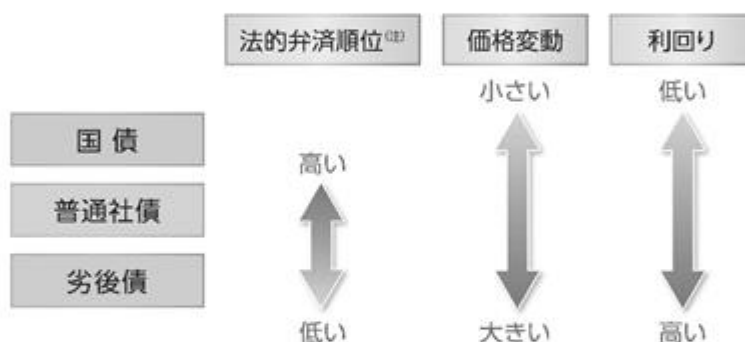 法的弁済順位(注) 価格変動 利回り
小さい 低い
国債
高い
普通社債
劣後債
低い 大きい 高い